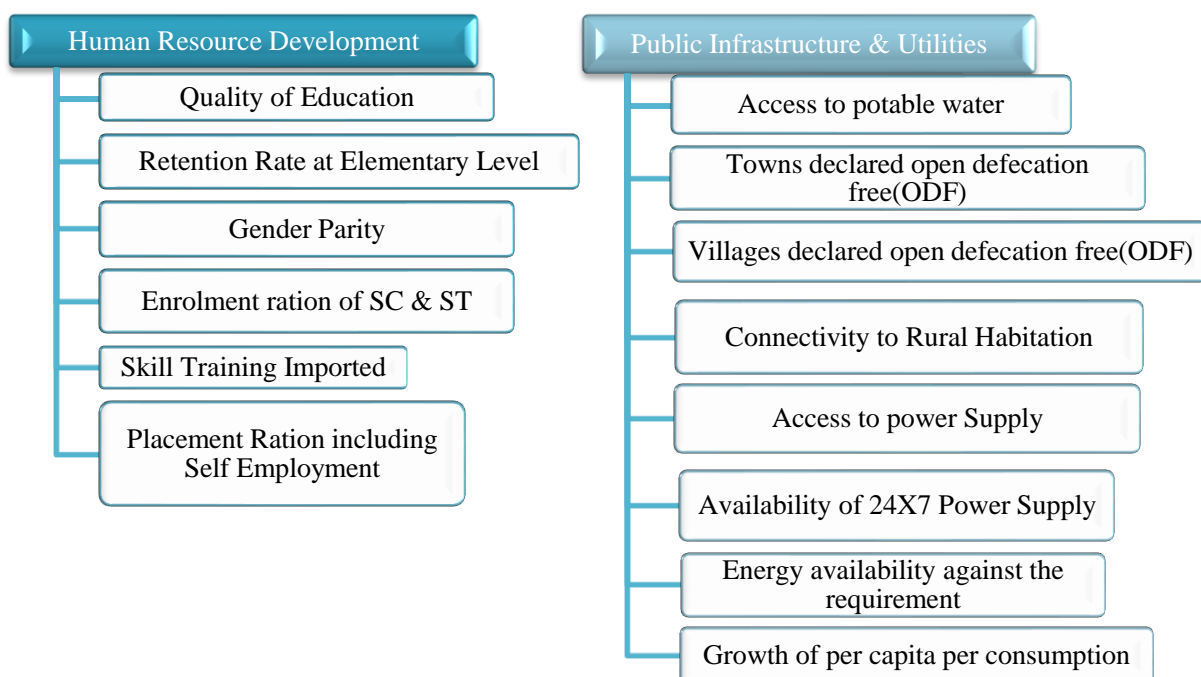 Human Resource Development
Quality of Education
Retention Rate at Elementary Level
Gender Parity
Enrolment ration of SC & ST
Skill Training Imported
Placement Ration including
Self Employment
Public Infrastructure & Utilities
Access to potable water
Towns declared open defecation
free(ODF)
Villages declared open defecation free(ODF)
Connectivity to Rural Habitation
Access to power Supply
Availability of 24X7 Power Supply
Energy availability against the
requirement
Growth of per capita per consumption